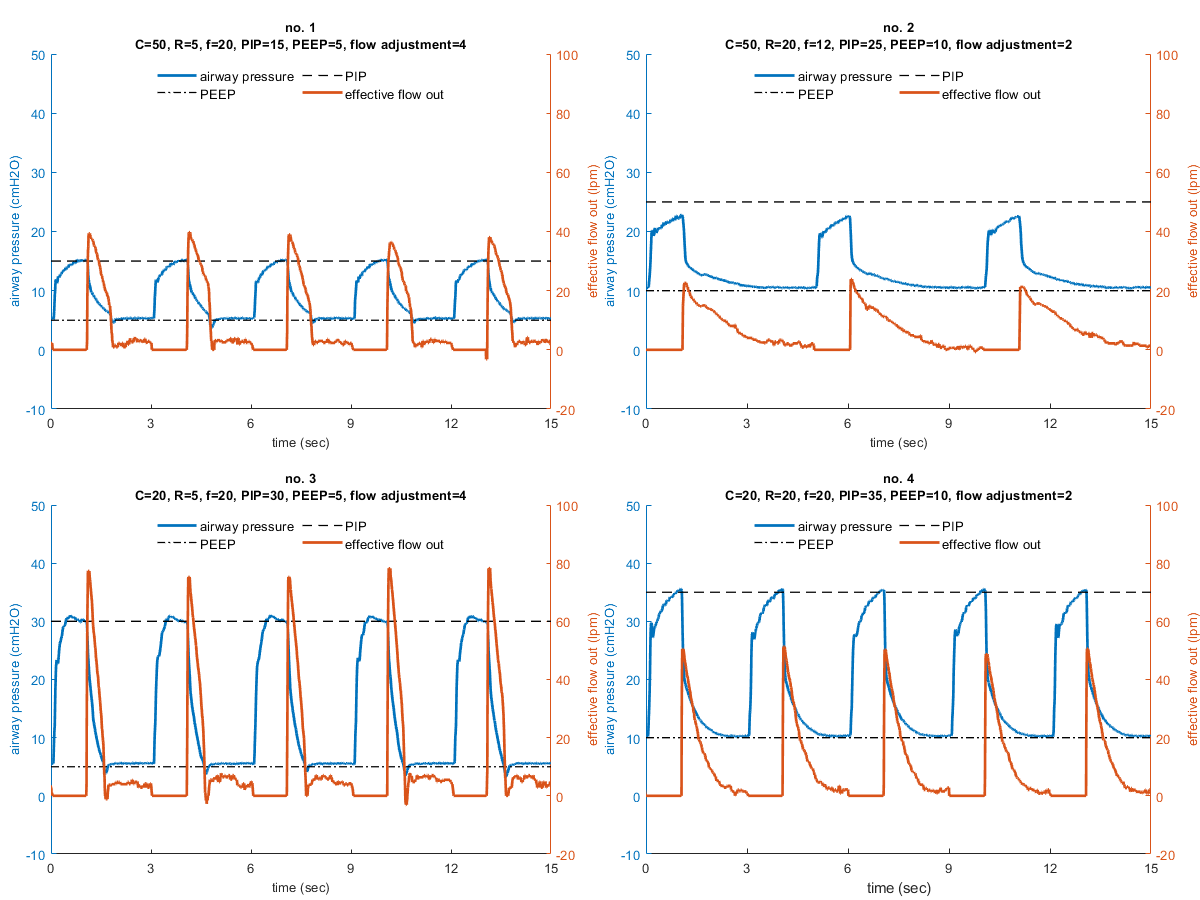 no. 1
C=50, R=5, f=20, PIP=15, PEEP=5, flow adjustment=4
airway pressure
PIP
PEEP
effective flow out
50
40
30
20
10
0
-10
100
80
60
40
20
0
-20
airway pressure (cmH2O)
effective flow out (lpm)
0 3 6 9 12 15
time (sec)
no. 2
C=50, R=20, f=12, PIP=25, PEEP=10, flow adjustment=2
airway pressure
PIP
PEEP
effective flow out
50
40
30
20
10
0
-10
100
80
60
40
20
0
-20
airway pressure (cmH2O)
effective flow out (lpm)
0 3 6 9 12 15
time (sec)
no. 3
C=20, R=5, f=20, PIP=30, PEEP=5, flow adjustment=4
airway pressure
PIP
PEEP
effective flow out
50
40
30
20
10
0
-10
100
80
60
40
20
0
-20
airway pressure (cmH2O)
effective flow out (lpm)
0 3 6 9 12 15
time (sec)
no. 4
C=20, R=20, f=20, PIP=35, PEEP=10, flow adjustment=2
airway pressure
PIP
PEEP
effective flow out
50
40
30
20
10
0
-10
100
80
60
40
20
0
-20
airway pressure (cmH2O)
effective flow out (lpm)
0 3 6 9 12 15
time (sec)